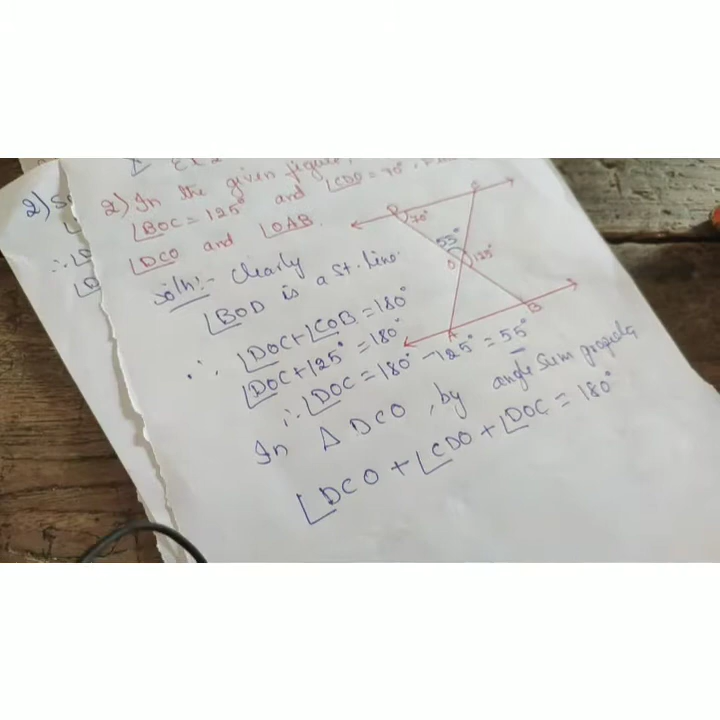 2) In the given figure,
∠BOC = 125° and ∠CDO = 70°.
∠DCO and ∠OAB.
Soln:- Clearly
∠BOD is a st. line.
∴ ∠DOC + ∠COB = 180°
∠DOC + 125° = 180°
∴ ∠DOC = 180° - 125° = 55°
In Δ DCO, by angle sum property
∠DCO + ∠CDO + ∠DOC = 180°
D
C
70°
55°
O
125°
A
B
2)